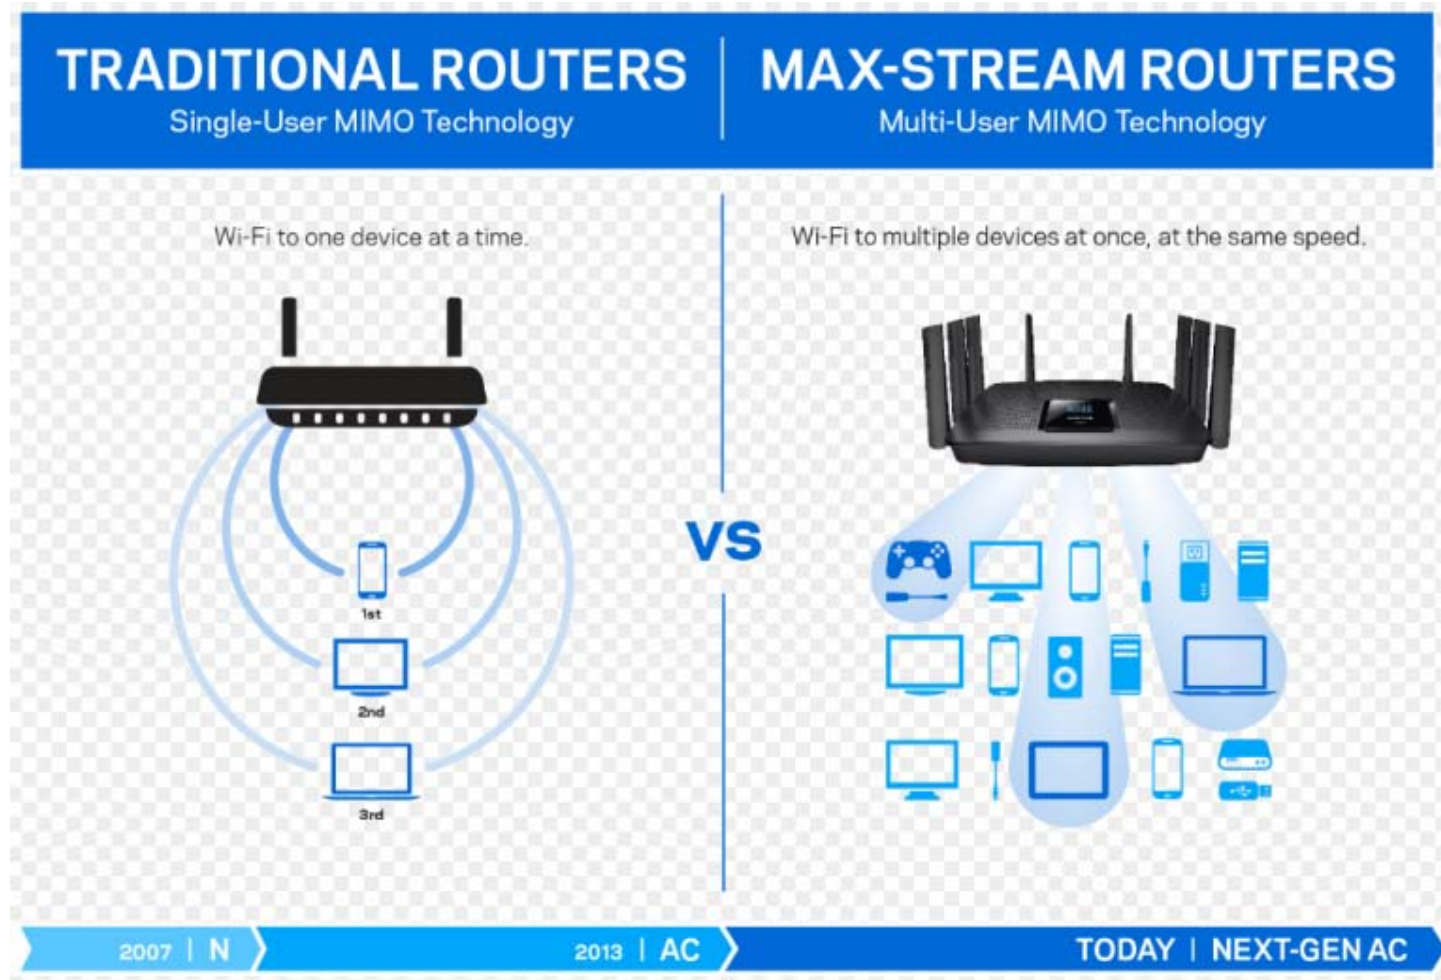 TRADITIONAL ROUTERS
Single-User MIMO Technology
MAX-STREAM ROUTERS
Multi-User MIMO Technology
Wi-Fi to one device at a time.
1st
2nd
3rd
VS
Wi-Fi to multiple devices at once, at the same speed.
2007 | N
2013 | AC
TODAY | NEXT-GEN AC